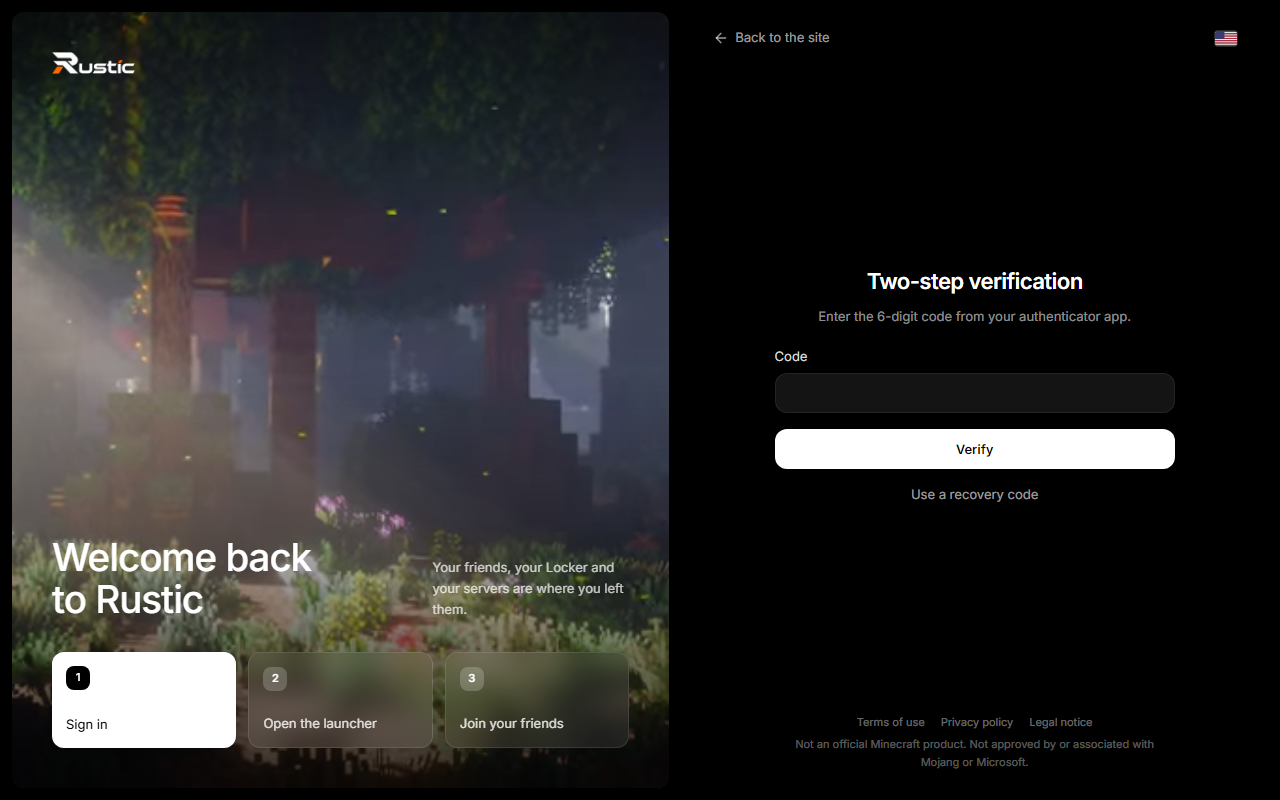 Rustic
Welcome back
to Rustic
Your friends, your Locker and
your servers are where you left
them.
1
Sign in
2
Open the launcher
3
Join your friends
Back to the site
Two-step verification
Enter the 6-digit code from your authenticator app.
Code
Verify
Use a recovery code
Terms of use
Privacy policy
Legal notice
Not an official Minecraft product. Not approved by or associated with
Mojang or Microsoft.